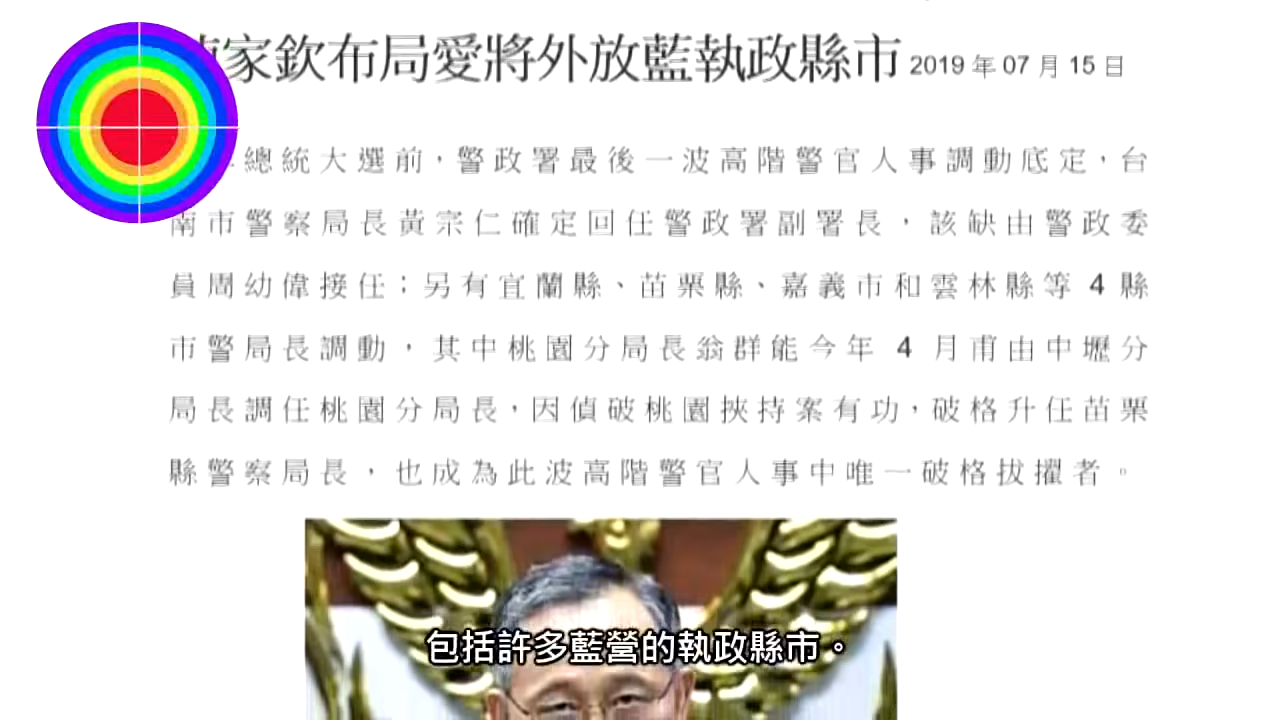 家欽布局愛將外放藍執政縣市 2019 年 07 月 15 日
總統大選前，警政署最後一波高階警官人事調動底定，台
南市警察局長黃宗仁確定回任警政署副署長，該缺由警政委
員周幼偉接任；另有宜蘭縣、苗栗縣、嘉義市和雲林縣等 4 縣
市警局長調動，其中桃園分局長翁群能今年 4 月甫由中壢分
局長調任桃園分局長，因偵破桃園挾持案有功，破格升任苗栗
縣警察局長，也成為此波高階警官人事中唯一破格拔擢者。
包括許多藍營的執政縣市。